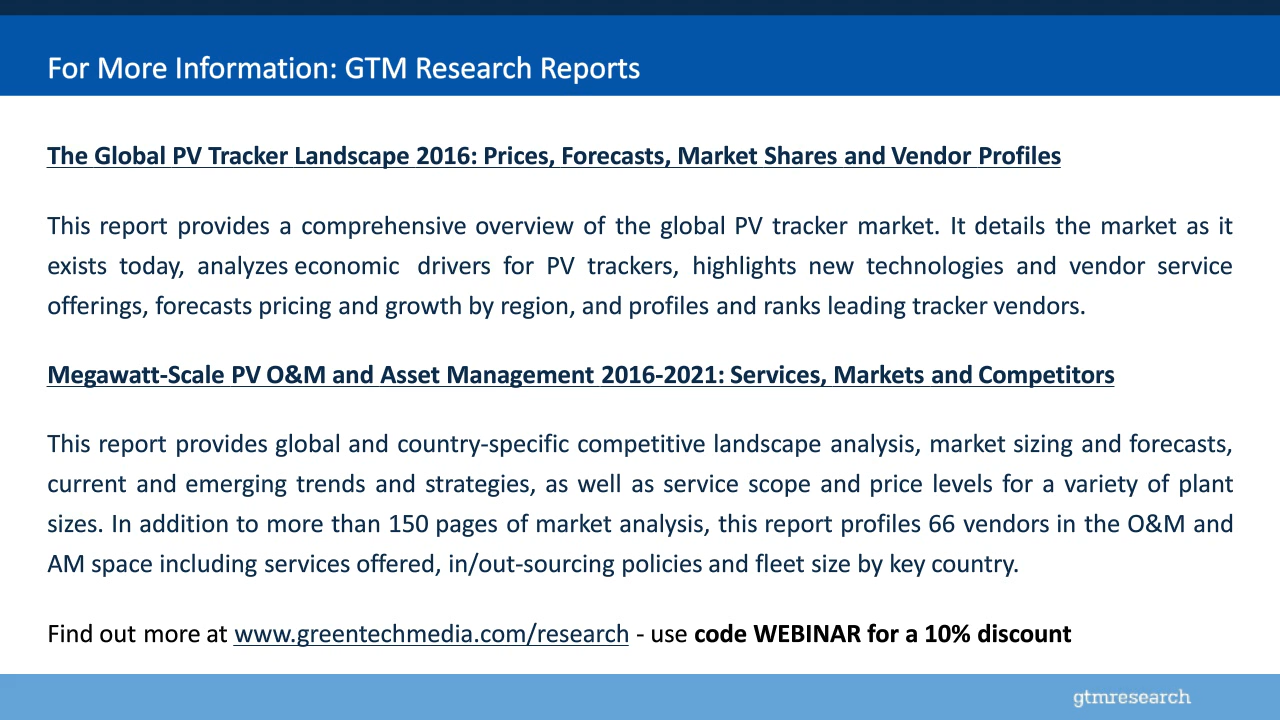 For More Information: GTM Research Reports
The Global PV Tracker Landscape 2016: Prices, Forecasts, Market Shares and Vendor Profiles
This report provides a comprehensive overview of the global PV tracker market. It details the market as it
exists today, analyzes economic drivers for PV trackers, highlights new technologies and vendor service
offerings, forecasts pricing and growth by region, and profiles and ranks leading tracker vendors.
Megawatt-Scale PV O&M and Asset Management 2016-2021: Services, Markets and Competitors
This report provides global and country-specific competitive landscape analysis, market sizing and forecasts,
current and emerging trends and strategies, as well as service scope and price levels for a variety of plant
sizes. In addition to more than 150 pages of market analysis, this report profiles 66 vendors in the O&M and
AM space including services offered, in/out-sourcing policies and fleet size by key country.
Find out more at www.greentechmedia.com/research - use code WEBINAR for a 10% discount
gtmresearch